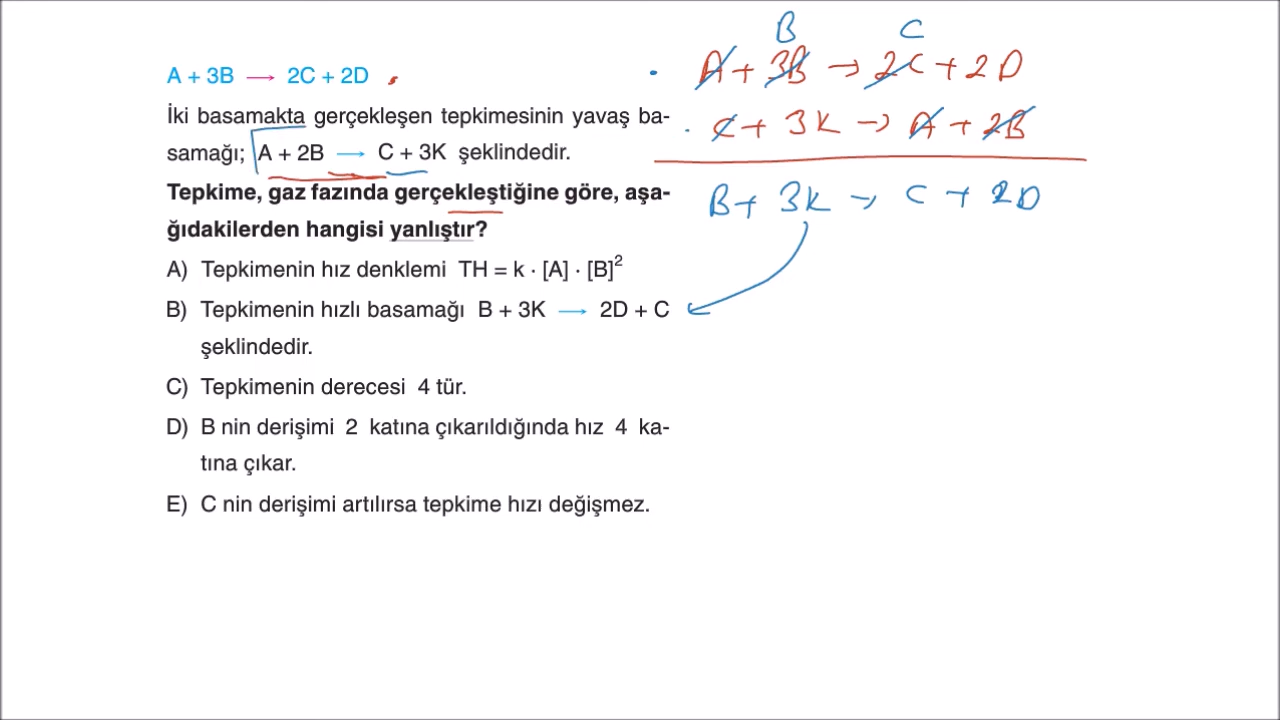 A + 3B → 2C + 2D
İki basamakta gerçekleşen tepkimesinin yavaş ba-
samağı; A + 2B → C + 3K şeklindedir.
Tepkime, gaz fazında gerçekleştiğine göre, aşa-
ğıdakilerden hangisi yanlıştır?
A) Tepkimenin hız denklemi TH = k · [A] · [B]²
B) Tepkimenin hızlı basamağı B + 3K → 2D + C
şeklindedir.
C) Tepkimenin derecesi 4 tür.
D) B nin derişimi 2 katına çıkarıldığında hız 4 ka-
tına çıkar.
E) C nin derişimi artılırsa tepkime hızı değişmez.
B C
A + 3B → 2C + 2D
C + 3K → A + 2B
B + 3K → C + 2D